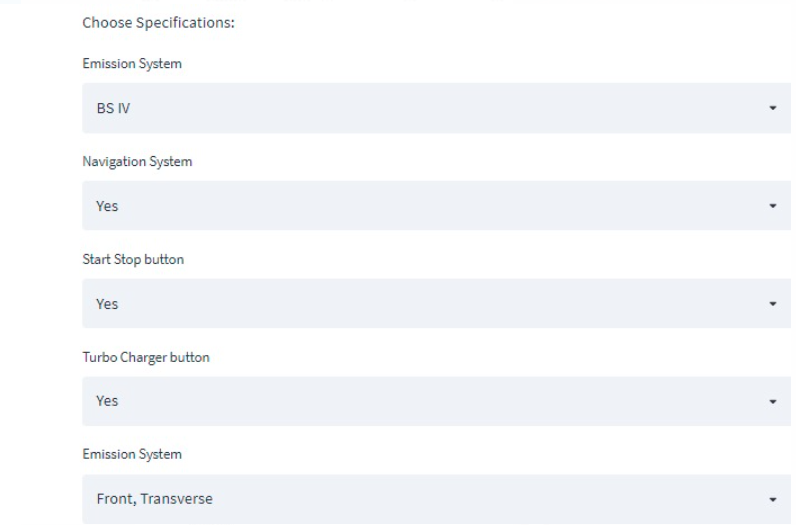 Choose Specifications:
Emission System
BS IV
Navigation System
Yes
Start Stop button
Yes
Turbo Charger button
Yes
Emission System
Front, Transverse